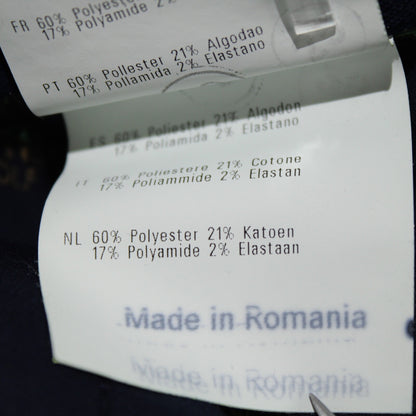 FR 60% Polyester
17% Polyamide 2%
PT 60% Poliester 21% Algodao
17% Poliamida 2% Elastano
ES 60% Poliester 21% Algodon
17% Poliamida 2% Elastano
IT 60% Poliestere 21% Cotone
17% Poliammide 2% Elastan
NL 60% Polyester 21% Katoen
17% Polyamide 2% Elastaan
Made in Romania
Made in Romania